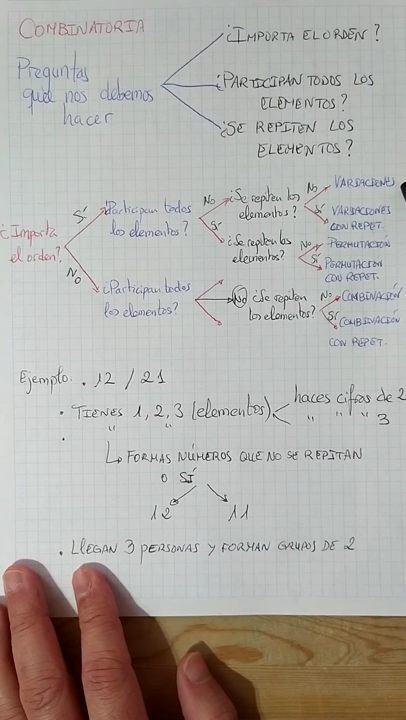 COMBINATORIA
Preguntas
que nos debemos
hacer
¿IMPORTA EL ORDEN?
¿PARTICIPAN TODOS LOS
ELEMENTOS?
¿SE REPITEN LOS
ELEMENTOS?
¿Importa
el orden?
SÍ
¿Participan todos
los elementos?
No
¿Se repiten los
elementos?
No
VARIACIONES
SÍ
VARIACIONES
CON REPET.
SÍ
¿Se repiten los
elementos?
No
PERMUTACIÓN
SÍ
PERMUTACIÓN
CON REPET.
No
¿Participan todos
los elementos?
No
¿Se repiten
los elementos?
No
COMBINACIÓN
SÍ
COMBINACIÓN
CON REPET.
Ejemplo: . 12 / 21
. TIENES 1, 2, 3 (elementos) haces cifras de 2
" " " " " 3
.
FORMAS NÚMEROS QUE NO SE REPITAN
O SÍ
12 11
. LLEGAN 3 PERSONAS Y FORMAN GRUPOS DE 2